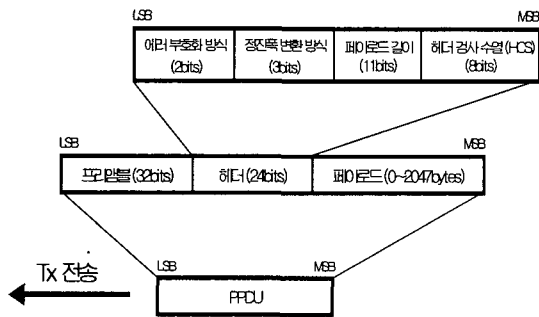 LSB MSB
에러 부호화 방식 정진폭 변환 방식 페이로드 길이 헤더 검사 수열(HCS)
(2bits) (3bits) (11bits) (8bits)
LSB MSB
프리앰블(32bits) 헤더(24bits) 페이로드(0~2047bytes)
LSB MSB
Tx 전송
PPDU